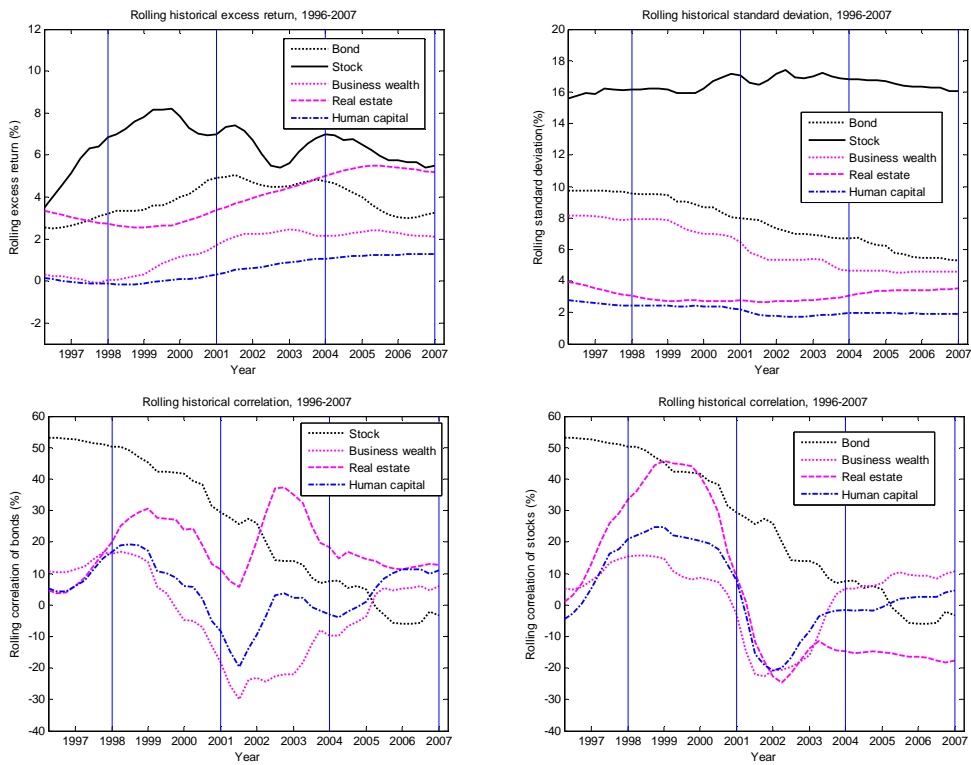 Rolling historical excess return, 1996-2007
12
10
8
6
4
2
0
-2
Rolling excess return (%)
Bond
Stock
Business wealth
Real estate
Human capital
1997 1998 1999 2000 2001 2002 2003 2004 2005 2006 2007
Year
Rolling historical standard deviation, 1996-2007
20
18
16
14
12
10
8
6
4
2
0
Rolling standard deviation(%)
Bond
Stock
Business wealth
Real estate
Human capital
1997 1998 1999 2000 2001 2002 2003 2004 2005 2006 2007
Year
Rolling historical correlation, 1996-2007
60
50
40
30
20
10
0
-10
-20
-30
-40
Rolling correlation of bonds (%)
Stock
Business wealth
Real estate
Human capital
1997 1998 1999 2000 2001 2002 2003 2004 2005 2006 2007
Year
Rolling historical correlation, 1996-2007
60
50
40
30
20
10
0
-10
-20
-30
-40
Rolling correlation of stocks (%)
Bond
Business wealth
Real estate
Human capital
1997 1998 1999 2000 2001 2002 2003 2004 2005 2006 2007
Year